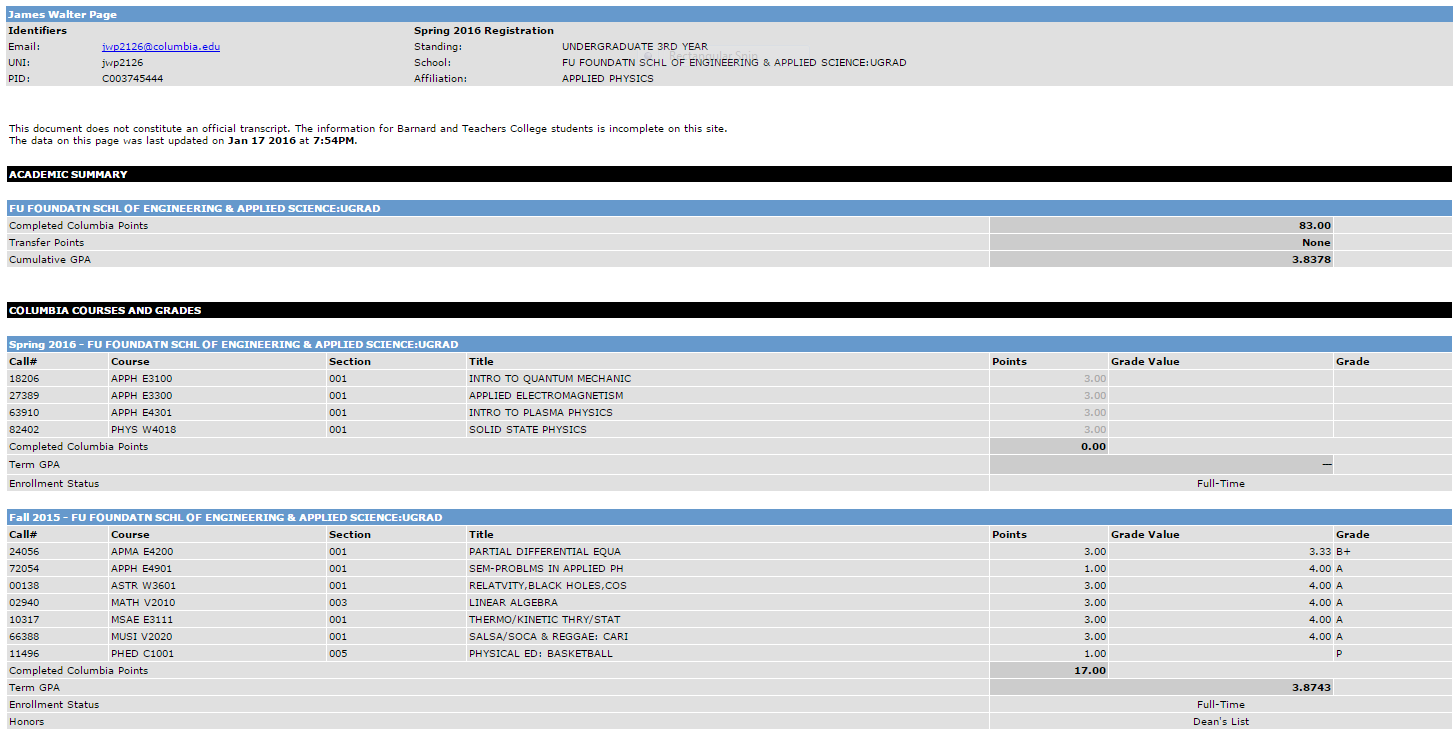 James Walter Page
Identifiers Spring 2016 Registration
Email: jwp2126@columbia.edu Standing: UNDERGRADUATE 3RD YEAR
Rectangular Snip
UNI: jwp2126 School: FU FOUNDATN SCHL OF ENGINEERING & APPLIED SCIENCE:UGRAD
PID: C003745444 Affiliation: APPLIED PHYSICS
This document does not constitute an official transcript. The information for Barnard and Teachers College students is incomplete on this site.
The data on this page was last updated on Jan 17 2016 at 7:54PM.
ACADEMIC SUMMARY
FU FOUNDATN SCHL OF ENGINEERING & APPLIED SCIENCE:UGRAD
Completed Columbia Points 83.00
Transfer Points None
Cumulative GPA 3.8378
COLUMBIA COURSES AND GRADES
Spring 2016 - FU FOUNDATN SCHL OF ENGINEERING & APPLIED SCIENCE:UGRAD
Call# Course Section Title Points Grade Value Grade
18206 APPH E3100 001 INTRO TO QUANTUM MECHANIC 3.00
27389 APPH E3300 001 APPLIED ELECTROMAGNETISM 3.00
63910 APPH E4301 001 INTRO TO PLASMA PHYSICS 3.00
82402 PHYS W4018 001 SOLID STATE PHYSICS 3.00
Completed Columbia Points 0.00
Term GPA —
Enrollment Status Full-Time
Fall 2015 - FU FOUNDATN SCHL OF ENGINEERING & APPLIED SCIENCE:UGRAD
Call# Course Section Title Points Grade Value Grade
24056 APMA E4200 001 PARTIAL DIFFERENTIAL EQUA 3.00 3.33 B+
72054 APPH E4901 001 SEM-PROBLMS IN APPLIED PH 1.00 4.00 A
00138 ASTR W3601 001 RELATVITY,BLACK HOLES,COS 3.00 4.00 A
02940 MATH V2010 003 LINEAR ALGEBRA 3.00 4.00 A
10317 MSAE E3111 001 THERMO/KINETIC THRY/STAT 3.00 4.00 A
66388 MUSI V2020 001 SALSA/SOCA & REGGAE: CARI 3.00 4.00 A
11496 PHED C1001 005 PHYSICAL ED: BASKETBALL 1.00 P
Completed Columbia Points 17.00
Term GPA 3.8743
Enrollment Status Full-Time
Honors Dean's List